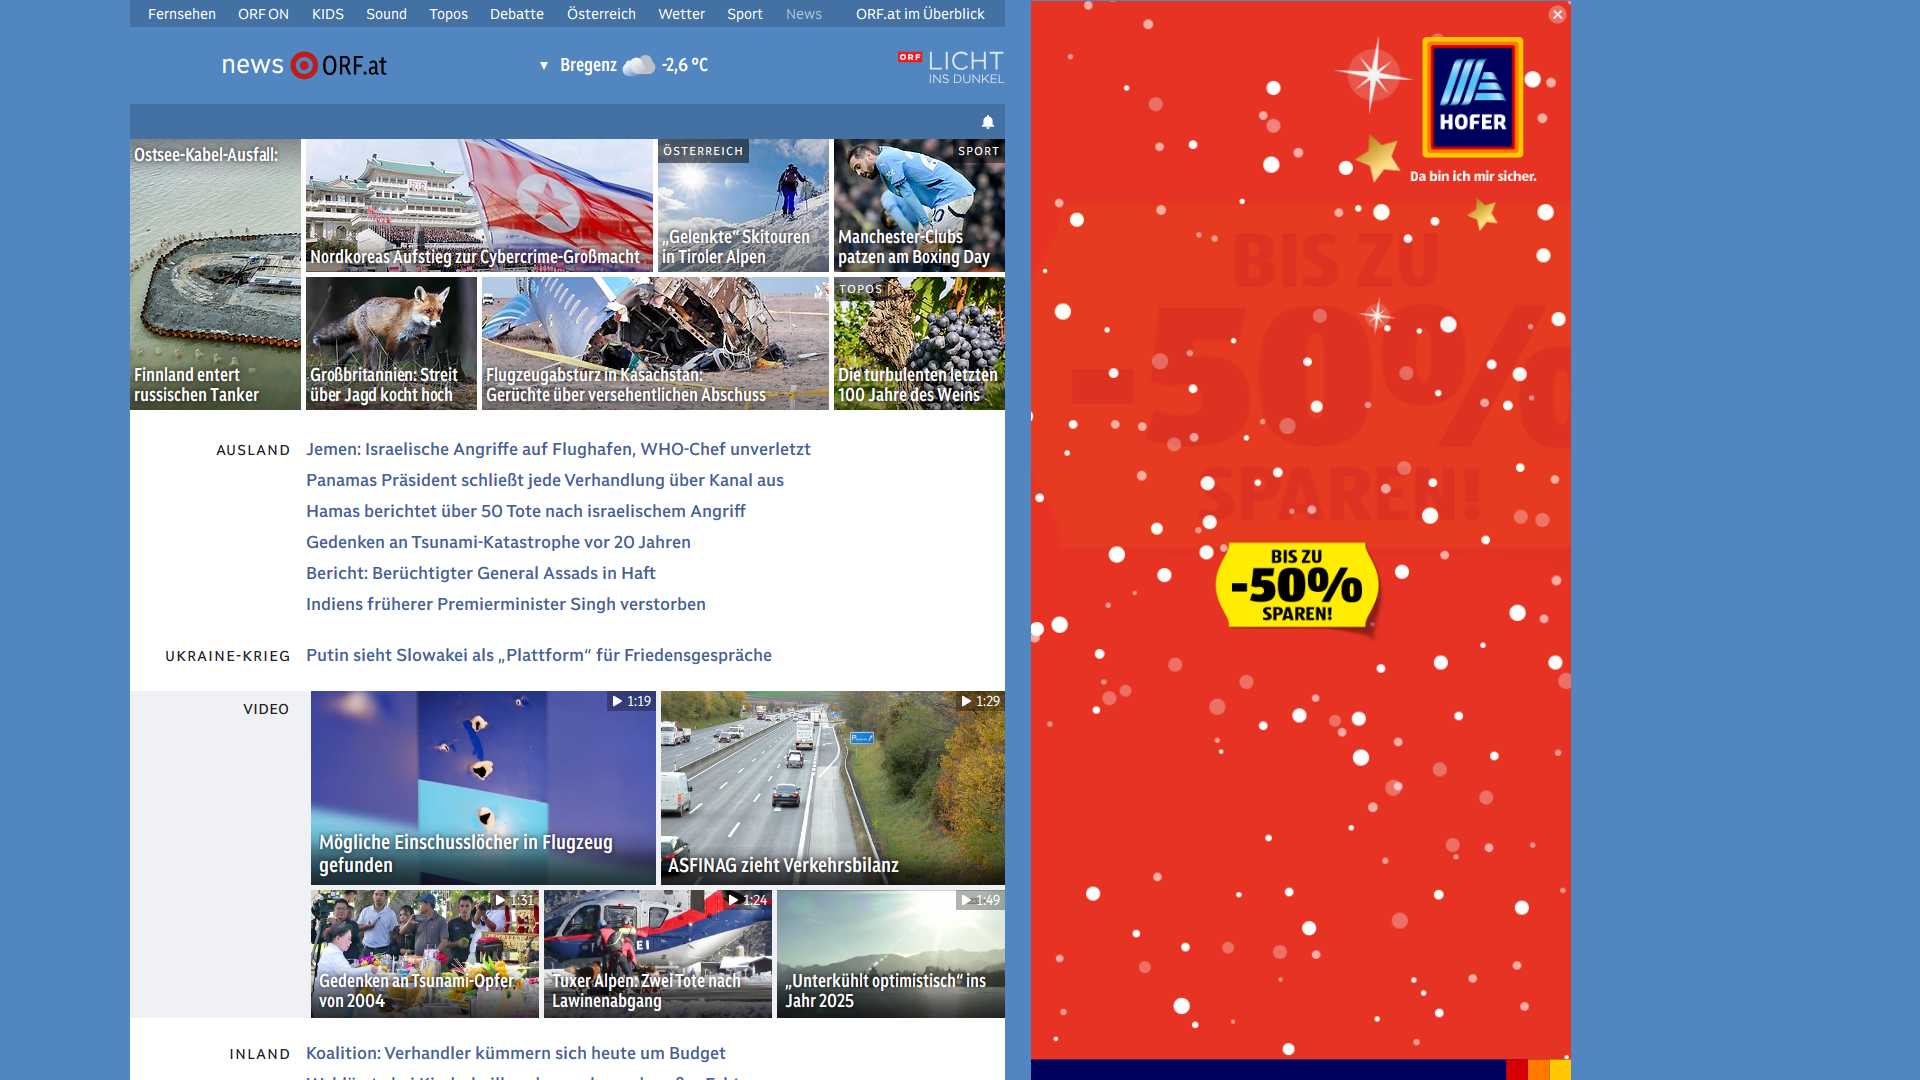 Fernsehen ORF ON KIDS Sound Topos Debatte Österreich Wetter Sport News ORF.at im Überblick
news ORF.at
▼ Bregenz -2,6 °C
ORF LICHT
INS DUNKEL
Ostsee-Kabel-Ausfall:
Finnland entert
russischen Tanker
Nordkoreas Aufstieg zur Cybercrime-Großmacht
ÖSTERREICH
„Gelenkte“ Skitouren
in Tiroler Alpen
SPORT
Manchester-Clubs
patzen am Boxing Day
Großbritannien: Streit
über Jagd kocht hoch
Flugzeugabsturz in Kasachstan:
Gerüchte über versehentlichen Abschuss
TOPOS
Die turbulenten letzten
100 Jahre des Weins
AUSLAND
Jemen: Israelische Angriffe auf Flughafen, WHO-Chef unverletzt
Panamas Präsident schließt jede Verhandlung über Kanal aus
Hamas berichtet über 50 Tote nach israelischem Angriff
Gedenken an Tsunami-Katastrophe vor 20 Jahren
Bericht: Berüchtigter General Assads in Haft
Indiens früherer Premierminister Singh verstorben
UKRAINE-KRIEG
Putin sieht Slowakei als „Plattform“ für Friedensgespräche
VIDEO
1:19
Mögliche Einschusslöcher in Flugzeug
gefunden
1:29
ASFINAG zieht Verkehrsbilanz
1:31
Gedenken an Tsunami-Opfer
von 2004
1:24
Tuxer Alpen: Zwei Tote nach
Lawinenabgang
1:49
„Unterkühlt optimistisch“ ins
Jahr 2025
INLAND
Koalition: Verhandler kümmern sich heute um Budget
HOFER
Da bin ich mir sicher.
BIS ZU
-50%
SPAREN!
BIS ZU
-50%
SPAREN!